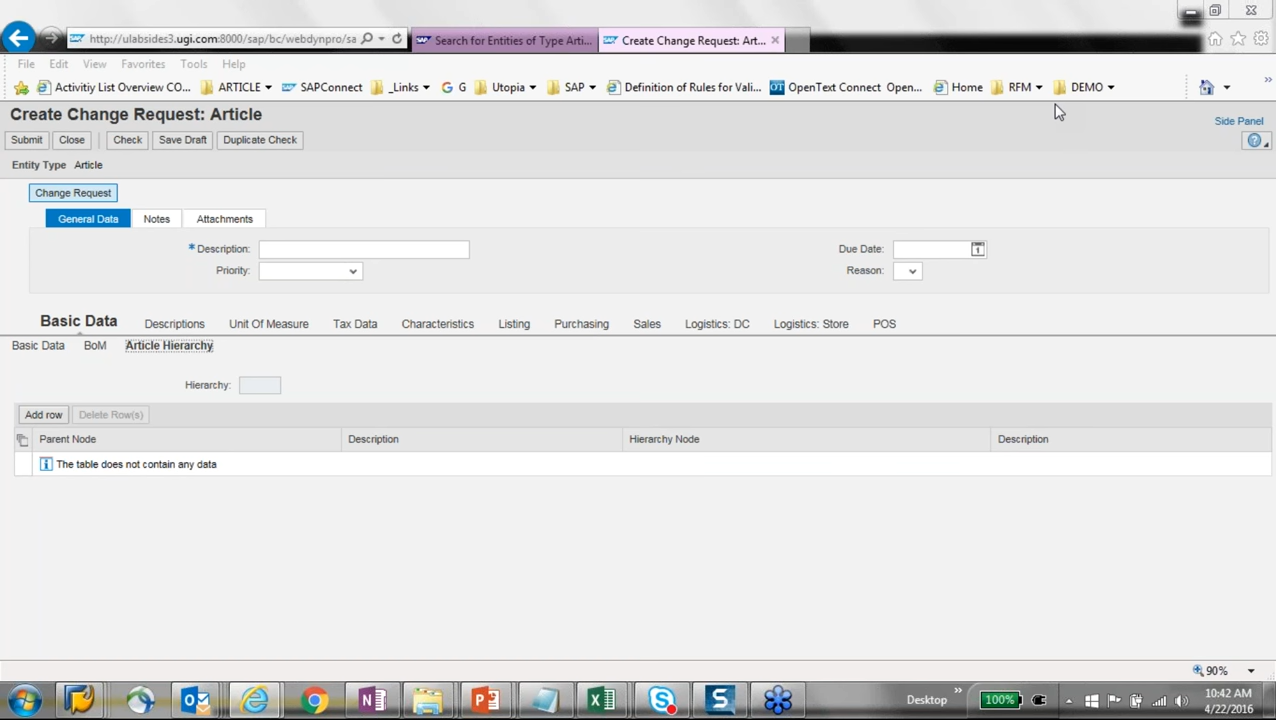 http://ulabsides3.ugi.com:8000/sap/bc/webdynpro/sa
Search for Entities of Type Arti...
Create Change Request: Art...
File Edit View Favorites Tools Help
Activitiy List Overview CO... ARTICLE SAPConnect _Links G Utopia SAP Definition of Rules for Vali... OpenText Connect Open... Home RFM DEMO
Create Change Request: Article
Side Panel
Submit Close Check Save Draft Duplicate Check
Entity Type Article
Change Request
General Data Notes Attachments
* Description: Due Date:
Priority: Reason:
Basic Data Descriptions Unit Of Measure Tax Data Characteristics Listing Purchasing Sales Logistics: DC Logistics: Store POS
Basic Data BoM Article Hierarchy
Hierarchy:
Add row Delete Row(s)
Parent Node Description Hierarchy Node Description
The table does not contain any data
90%
Desktop 100% 10:42 AM
4/22/2016